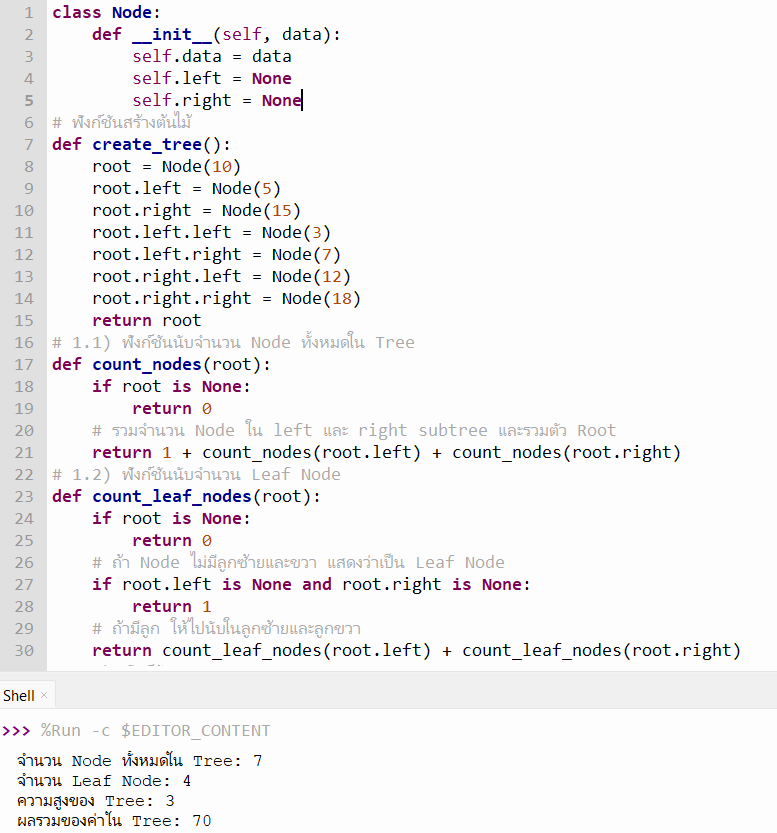 1 class Node:
2     def __init__(self, data):
3         self.data = data
4         self.left = None
5         self.right = None
6 # ฟังก์ชันสร้างต้นไม้
7 def create_tree():
8     root = Node(10)
9     root.left = Node(5)
10     root.right = Node(15)
11     root.left.left = Node(3)
12     root.left.right = Node(7)
13     root.right.left = Node(12)
14     root.right.right = Node(18)
15     return root
16 # 1.1) ฟังก์ชันนับจำนวน Node ทั้งหมดใน Tree
17 def count_nodes(root):
18     if root is None:
19         return 0
20     # รวมจำนวน Node ใน left และ right subtree และรวมตัว Root
21     return 1 + count_nodes(root.left) + count_nodes(root.right)
22 # 1.2) ฟังก์ชันนับจำนวน Leaf Node
23 def count_leaf_nodes(root):
24     if root is None:
25         return 0
26     # ถ้า Node ไม่มีลูกซ้ายและขวา แสดงว่าเป็น Leaf Node
27     if root.left is None and root.right is None:
28         return 1
29     # ถ้ามีลูก ให้ไปนับในลูกซ้ายและลูกขวา
30     return count_leaf_nodes(root.left) + count_leaf_nodes(root.right)
Shell ×
>>> %Run -c $EDITOR_CONTENT
จำนวน Node ทั้งหมดใน Tree: 7
จำนวน Leaf Node: 4
ความสูงของ Tree: 3
ผลรวมของค่าใน Tree: 70